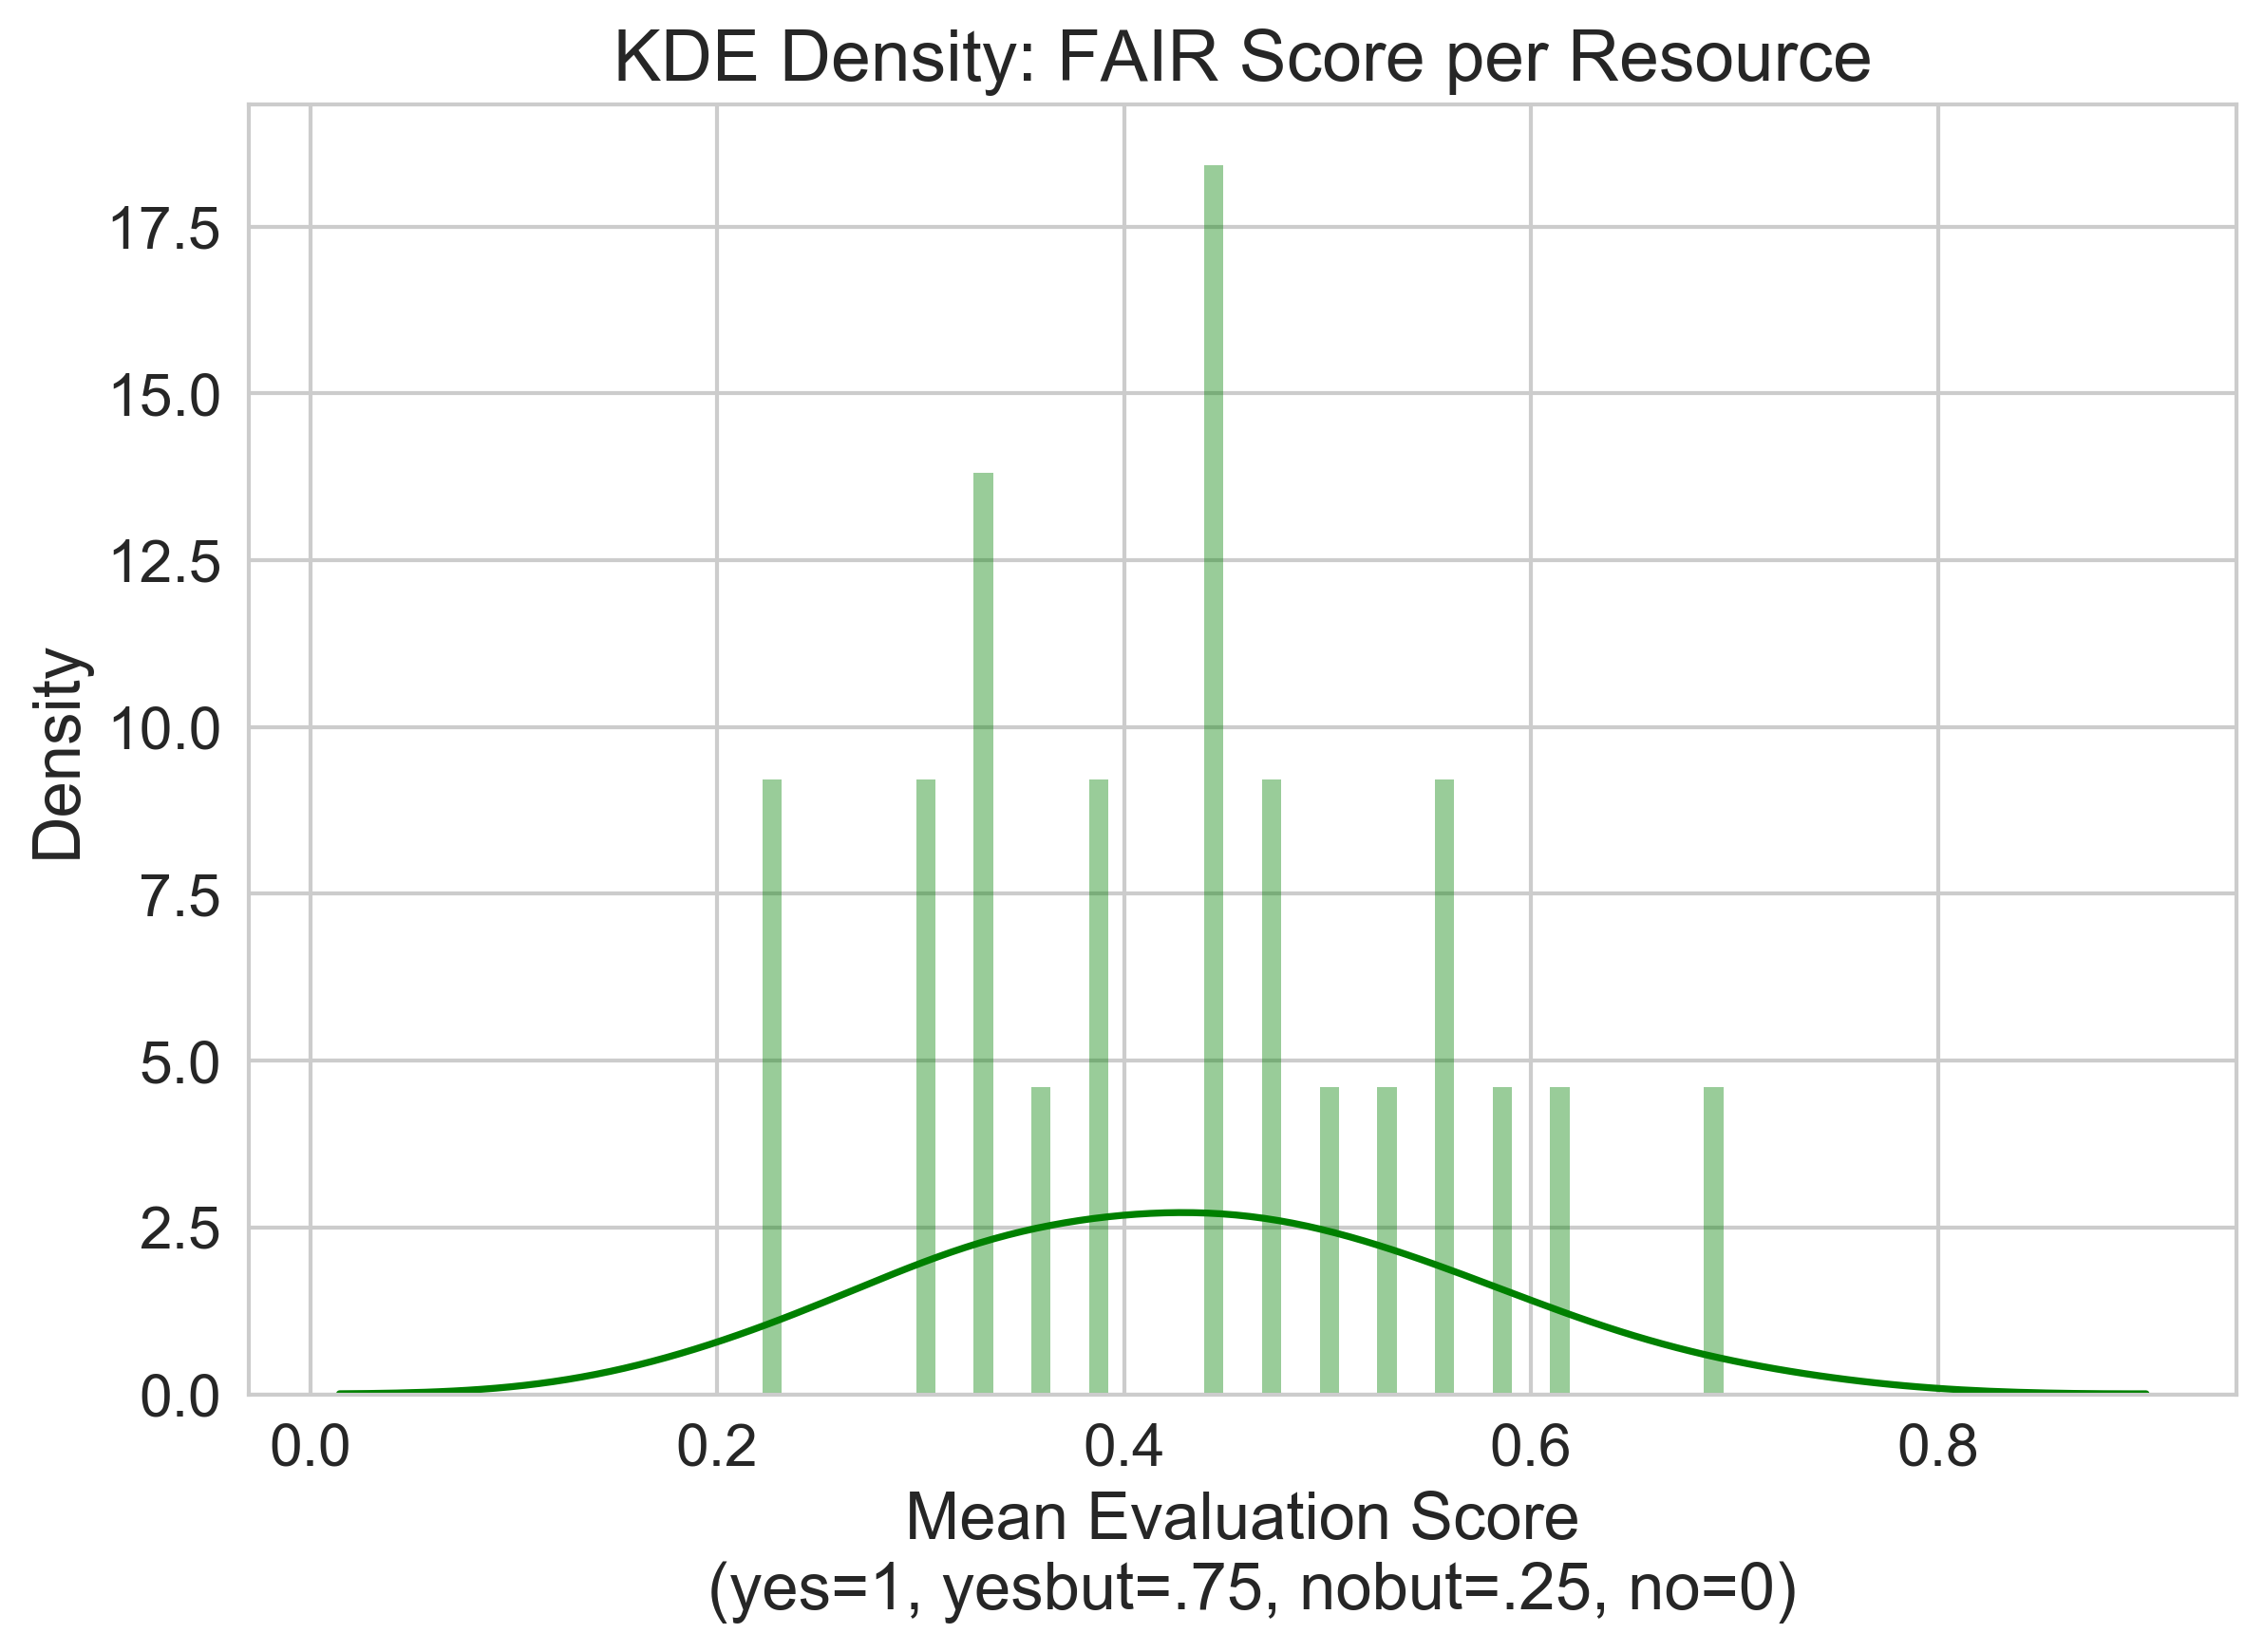 KDE Density: FAIR Score per Resource
Density
17.5
15.0
12.5
10.0
7.5
5.0
2.5
0.0
0.0 0.2 0.4 0.6 0.8
Mean Evaluation Score
(yes=1, yesbut=.75, nobut=.25, no=0)